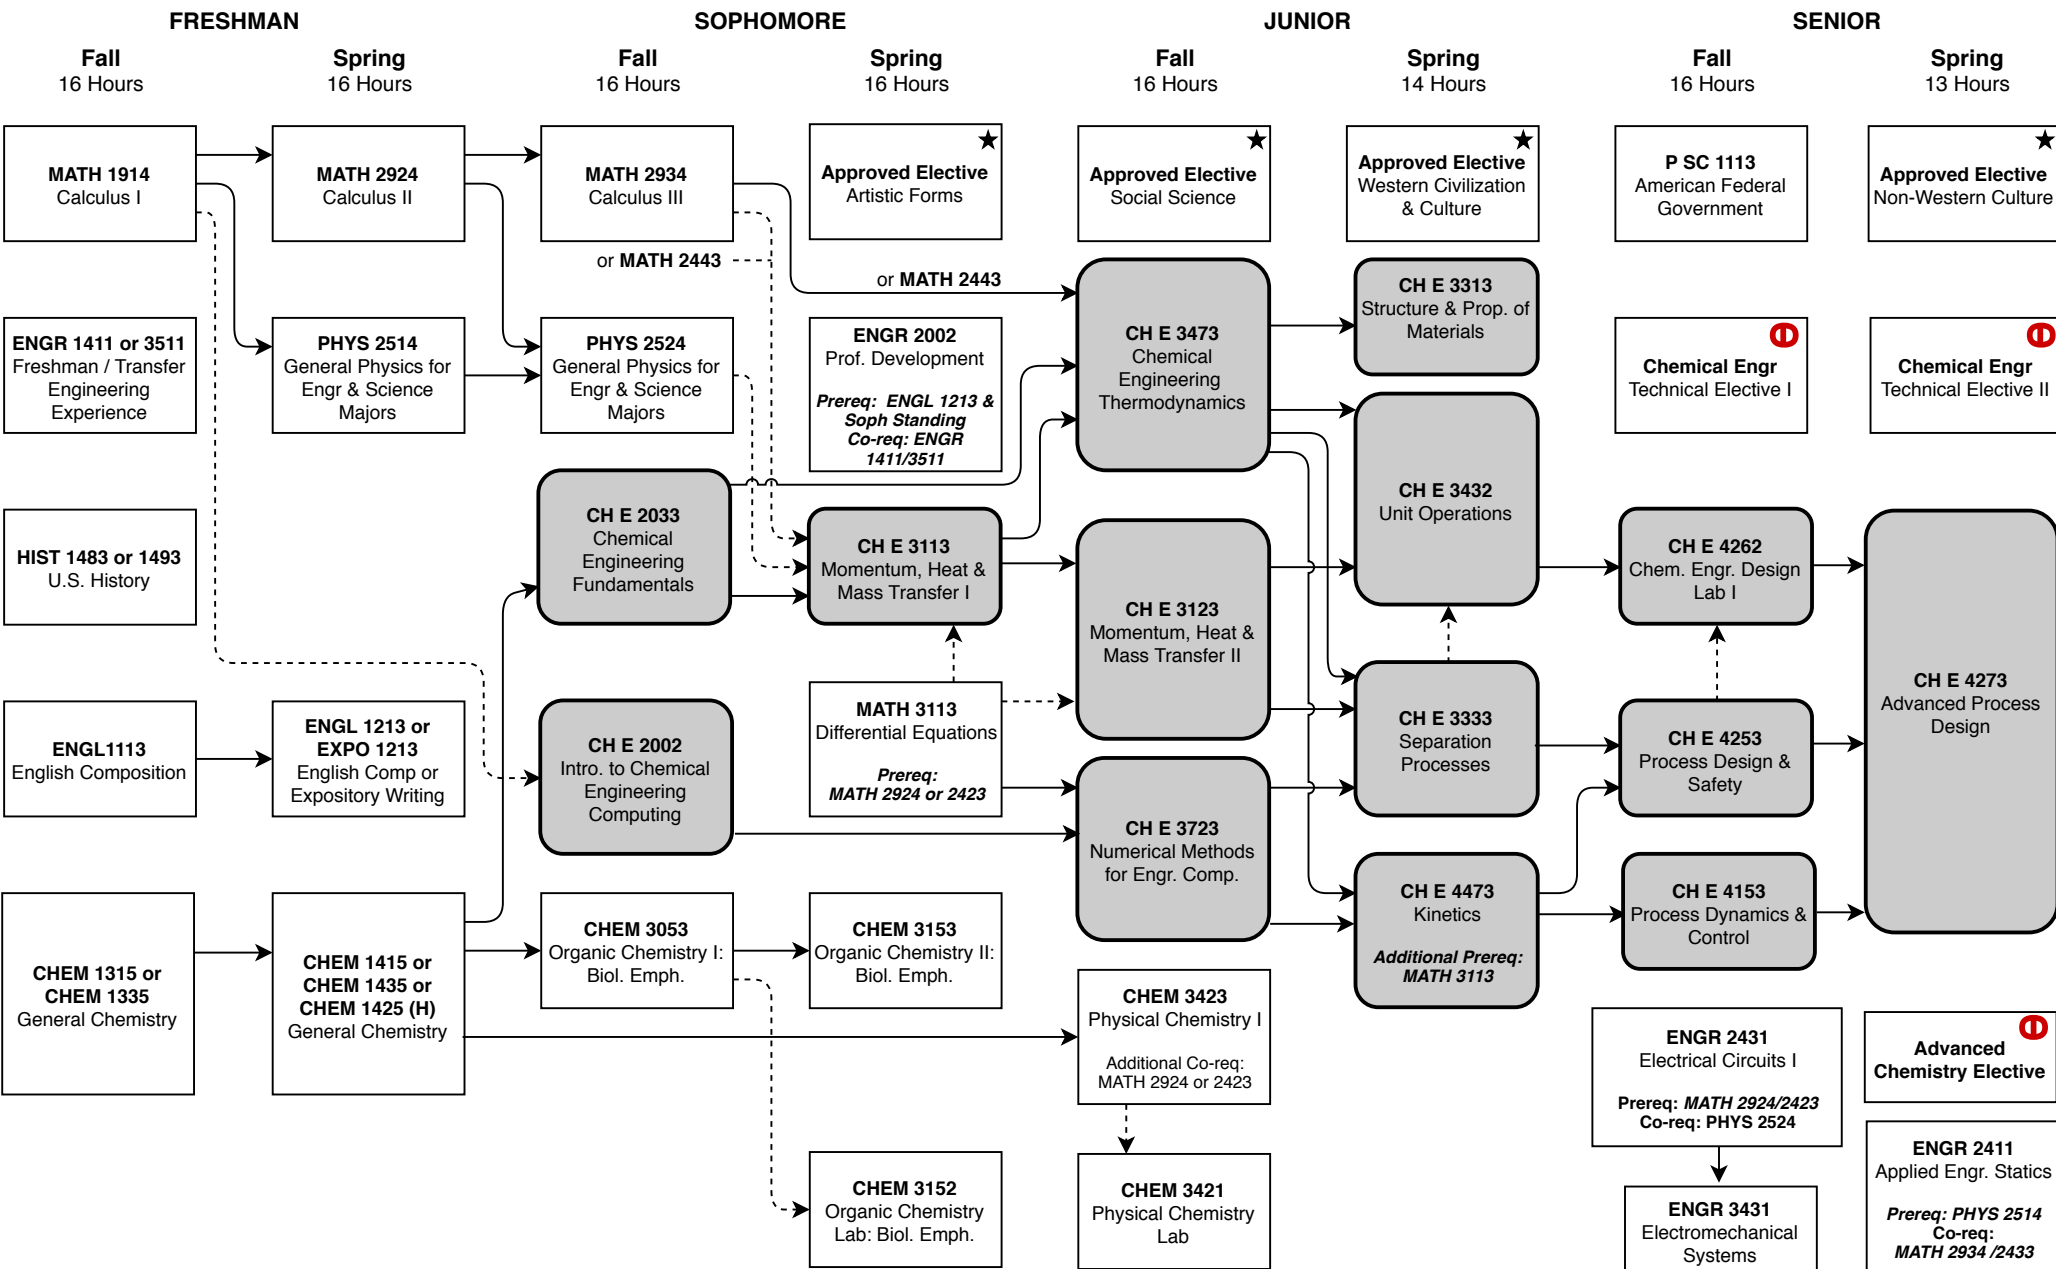 FRESHMAN
SOPHOMORE
JUNIOR
SENIOR
Fall
16 Hours
Spring
16 Hours
Fall
16 Hours
Spring
16 Hours
Fall
16 Hours
Spring
14 Hours
Fall
16 Hours
Spring
13 Hours
MATH 1914
Calculus I
MATH 2924
Calculus II
MATH 2934
Calculus III
or MATH 2443
Approved Elective
Artistic Forms
or MATH 2443
Approved Elective
Social Science
Approved Elective
Western Civilization
& Culture
P SC 1113
American Federal
Government
Approved Elective
Non-Western Culture
ENGR 1411 or 3511
Freshman / Transfer
Engineering
Experience
PHYS 2514
General Physics for
Engr & Science
Majors
PHYS 2524
General Physics for
Engr & Science
Majors
ENGR 2002
Prof. Development
Prereq: ENGL 1213 &
Soph Standing
Co-req: ENGR
1411/3511
CH E 3473
Chemical
Engineering
Thermodynamics
CH E 3313
Structure & Prop. of
Materials
Chemical Engr
Technical Elective I
Chemical Engr
Technical Elective II
HIST 1483 or 1493
U.S. History
CH E 2033
Chemical
Engineering
Fundamentals
CH E 3113
Momentum, Heat &
Mass Transfer I
CH E 3123
Momentum, Heat &
Mass Transfer II
CH E 3432
Unit Operations
CH E 4262
Chem. Engr. Design
Lab I
CH E 4273
Advanced Process
Design
ENGL1113
English Composition
ENGL 1213 or
EXPO 1213
English Comp or
Expository Writing
CH E 2002
Intro. to Chemical
Engineering
Computing
MATH 3113
Differential Equations
Prereq:
MATH 2924 or 2423
CH E 3723
Numerical Methods
for Engr. Comp.
CH E 3333
Separation
Processes
CH E 4253
Process Design &
Safety
CHEM 1315 or
CHEM 1335
General Chemistry
CHEM 1415 or
CHEM 1435 or
CHEM 1425 (H)
General Chemistry
CHEM 3053
Organic Chemistry I:
Biol. Emph.
CHEM 3153
Organic Chemistry II:
Biol. Emph.
CHEM 3423
Physical Chemistry I
Additional Co-req:
MATH 2924 or 2423
CH E 4473
Kinetics
Additional Prereq:
MATH 3113
CH E 4153
Process Dynamics &
Control
ENGR 2431
Electrical Circuits I
Prereq: MATH 2924/2423
Co-req: PHYS 2524
Advanced
Chemistry Elective
CHEM 3152
Organic Chemistry
Lab: Biol. Emph.
CHEM 3421
Physical Chemistry
Lab
ENGR 3431
Electromechanical
Systems
ENGR 2411
Applied Engr. Statics
Prereq: PHYS 2514
Co-req:
MATH 2934 /2433